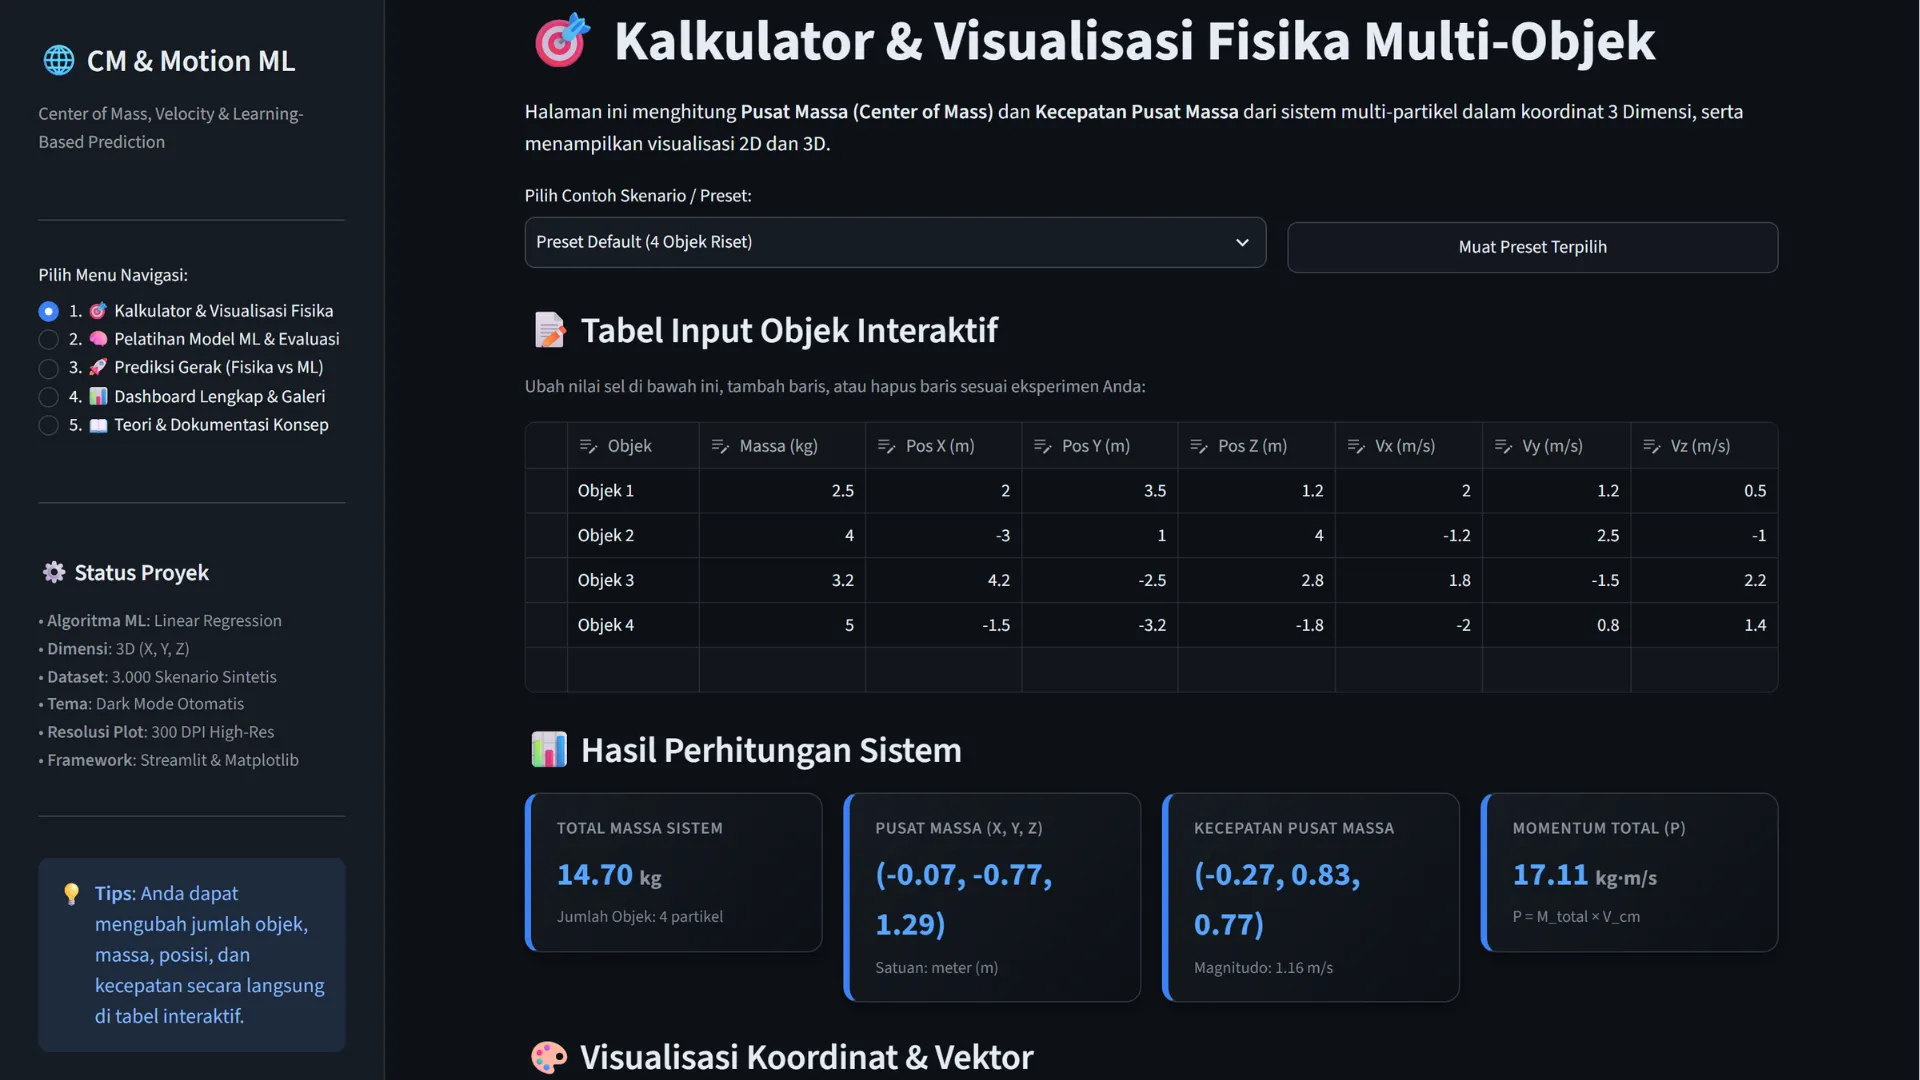 CM & Motion ML
Center of Mass, Velocity & Learning-
Based Prediction
Pilih Menu Navigasi:
1. Kalkulator & Visualisasi Fisika
2. Pelatihan Model ML & Evaluasi
3. Prediksi Gerak (Fisika vs ML)
4. Dashboard Lengkap & Galeri
5. Teori & Dokumentasi Konsep
Status Proyek
• Algoritma ML: Linear Regression
• Dimensi: 3D (X, Y, Z)
• Dataset: 3.000 Skenario Sintetis
• Tema: Dark Mode Otomatis
• Resolusi Plot: 300 DPI High-Res
• Framework: Streamlit & Matplotlib
Tips: Anda dapat
mengubah jumlah objek,
massa, posisi, dan
kecepatan secara langsung
di tabel interaktif.
Kalkulator & Visualisasi Fisika Multi-Objek
Halaman ini menghitung Pusat Massa (Center of Mass) dan Kecepatan Pusat Massa dari sistem multi-partikel dalam koordinat 3 Dimensi, serta
menampilkan visualisasi 2D dan 3D.
Pilih Contoh Skenario / Preset:
Preset Default (4 Objek Riset)
Muat Preset Terpilih
Tabel Input Objek Interaktif
Ubah nilai sel di bawah ini, tambah baris, atau hapus baris sesuai eksperimen Anda:
Objek Massa (kg) Pos X (m) Pos Y (m) Pos Z (m) Vx (m/s) Vy (m/s) Vz (m/s)
Objek 1 2.5 2 3.5 1.2 2 1.2 0.5
Objek 2 4 -3 1 4 -1.2 2.5 -1
Objek 3 3.2 4.2 -2.5 2.8 1.8 -1.5 2.2
Objek 4 5 -1.5 -3.2 -1.8 -2 0.8 1.4
Hasil Perhitungan Sistem
TOTAL MASSA SISTEM
14.70 kg
Jumlah Objek: 4 partikel
PUSAT MASSA (X, Y, Z)
(-0.07, -0.77,
1.29)
Satuan: meter (m)
KECEPATAN PUSAT MASSA
(-0.27, 0.83,
0.77)
Magnitudo: 1.16 m/s
MOMENTUM TOTAL (P)
17.11 kg·m/s
P = M_total × V_cm
Visualisasi Koordinat & Vektor